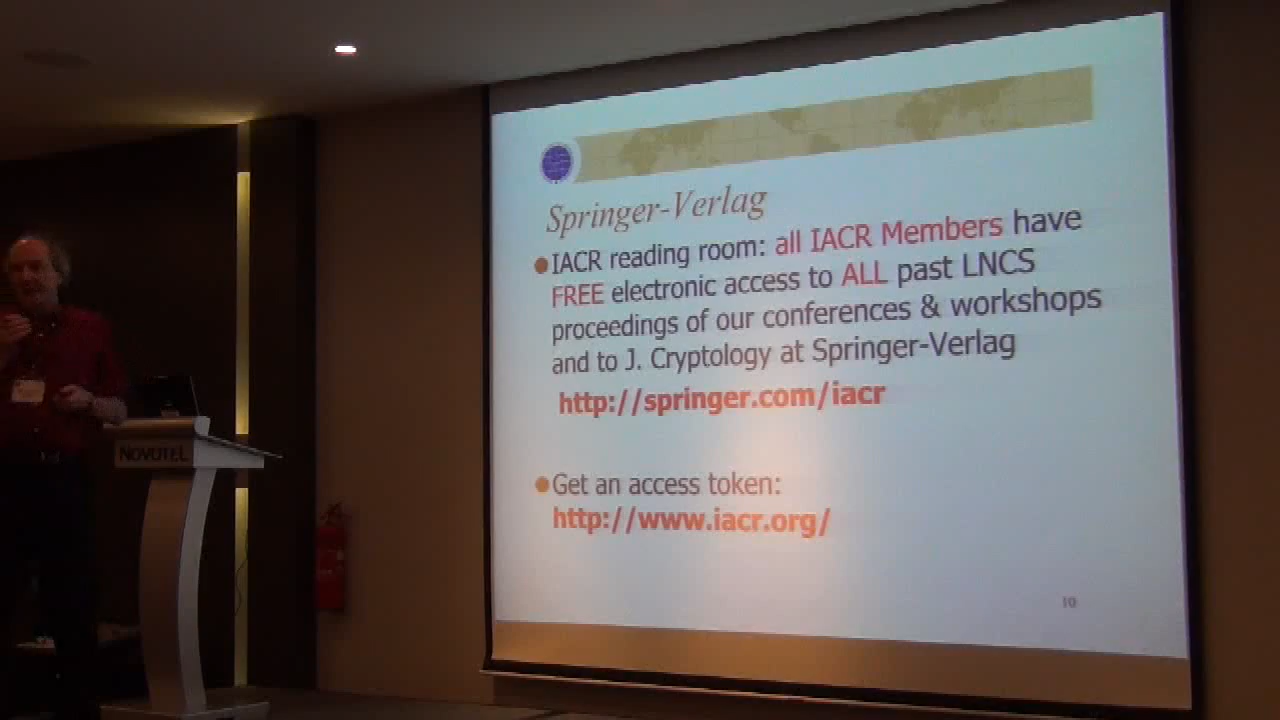 Springer-Verlag
IACR reading room: all IACR Members have
FREE electronic access to ALL past LNCS
proceedings of our conferences & workshops
and to J. Cryptology at Springer-Verlag
http://springer.com/iacr
Get an access token:
http://www.iacr.org/
10
NOVOTEL